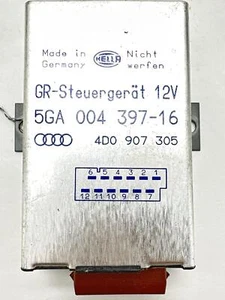 Made in Germany
HELLA
Nicht werfen
GR-Steuergerät 12V
5GA 004 397-16
4D0 907 305
6 5 4 3 2 1
12 11 10 9 8 7